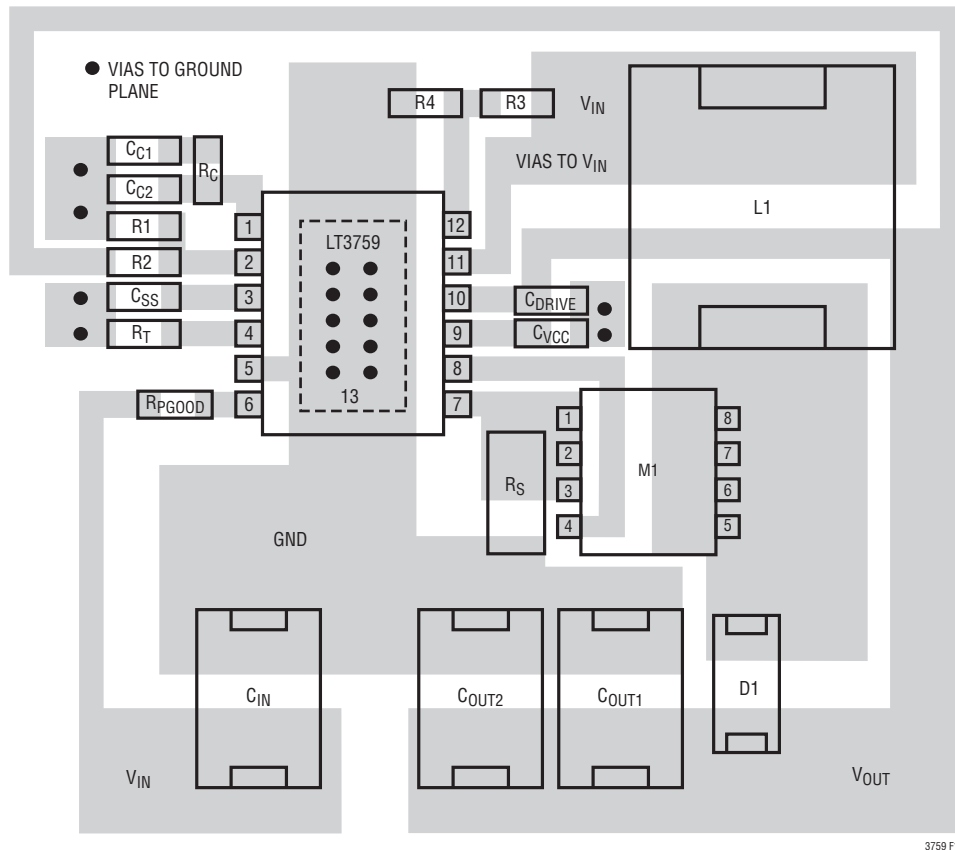 VIAS TO GROUND
PLANE
R4
R3
VIN
CC1
RC
VIAS TO VIN
CC2
L1
R1
1
12
LT3759
R2
2
11
CSS
3
10
CDRIVE
RT
4
9
CVCC
5
8
RPGOOD
6
13
7
1
8
2
7
RS
M1
3
6
4
5
GND
CIN
COUT2
COUT1
D1
VIN
VOUT
3759 F